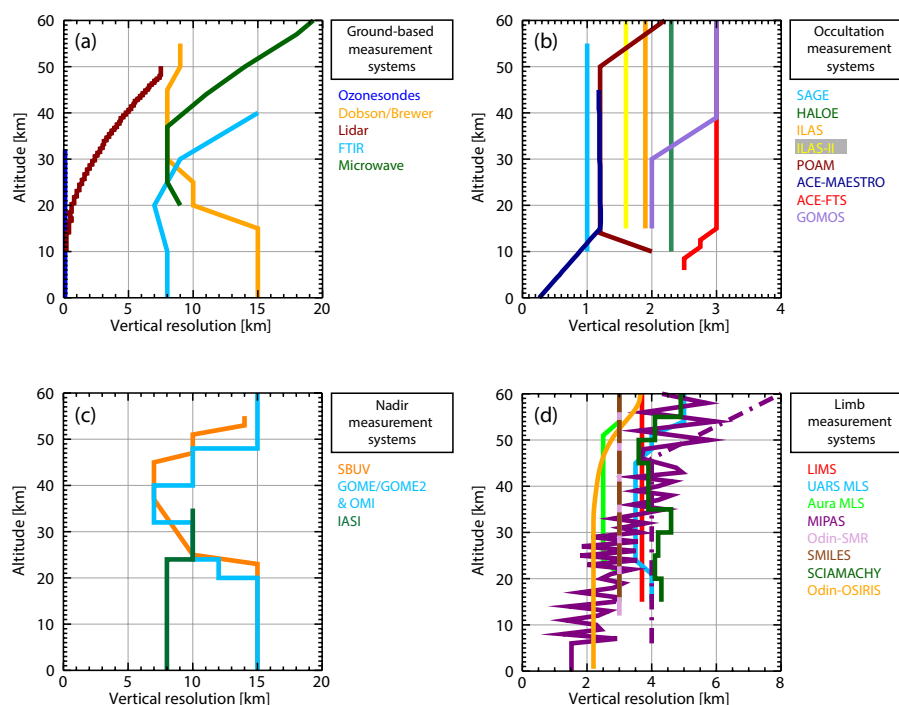 (a)
Altitude [km]
60
50
40
30
20
10
0
0 5 10 15 20
Vertical resolution [km]
Ground-based
measurement
systems
Ozonesondes
Dobson/Brewer
Lidar
FTIR
Microwave
(b)
Altitude [km]
60
50
40
30
20
10
0
0 1 2 3 4
Vertical resolution [km]
Occultation
measurement
systems
SAGE
HALOE
ILAS
ILAS-II
POAM
ACE-MAESTRO
ACE-FTS
GOMOS
(c)
Altitude [km]
60
50
40
30
20
10
0
0 5 10 15 20
Vertical resolution [km]
Nadir
measurement
systems
SBUV
GOME/GOME2
& OMI
IASI
(d)
Altitude [km]
60
50
40
30
20
10
0
0 2 4 6 8
Vertical resolution [km]
Limb
measurement
systems
LIMS
UARS MLS
Aura MLS
MIPAS
Odin-SMR
SMILES
SCIAMACHY
Odin-OSIRIS